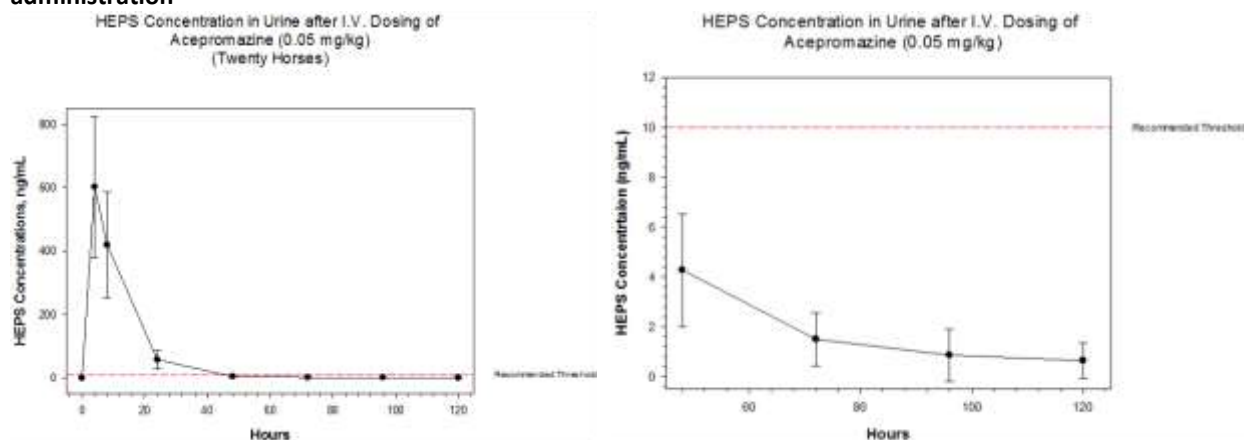 administration
HEPS Concentration in Urine after I.V. Dosing of
Acepromazine (0.05 mg/kg)
(Twenty Horses)
HEPS Concentrations, ng/mL
800
600
400
200
0
0 20 40 60 80 100 120
Hours
Recommended Threshold
HEPS Concentration in Urine after I.V. Dosing of
Acepromazine (0.05 mg/kg)
HEPS Concentrtaion (ng/mL)
12
10
8
6
4
2
0
60 80 100 120
Hours
Recommended Threshold